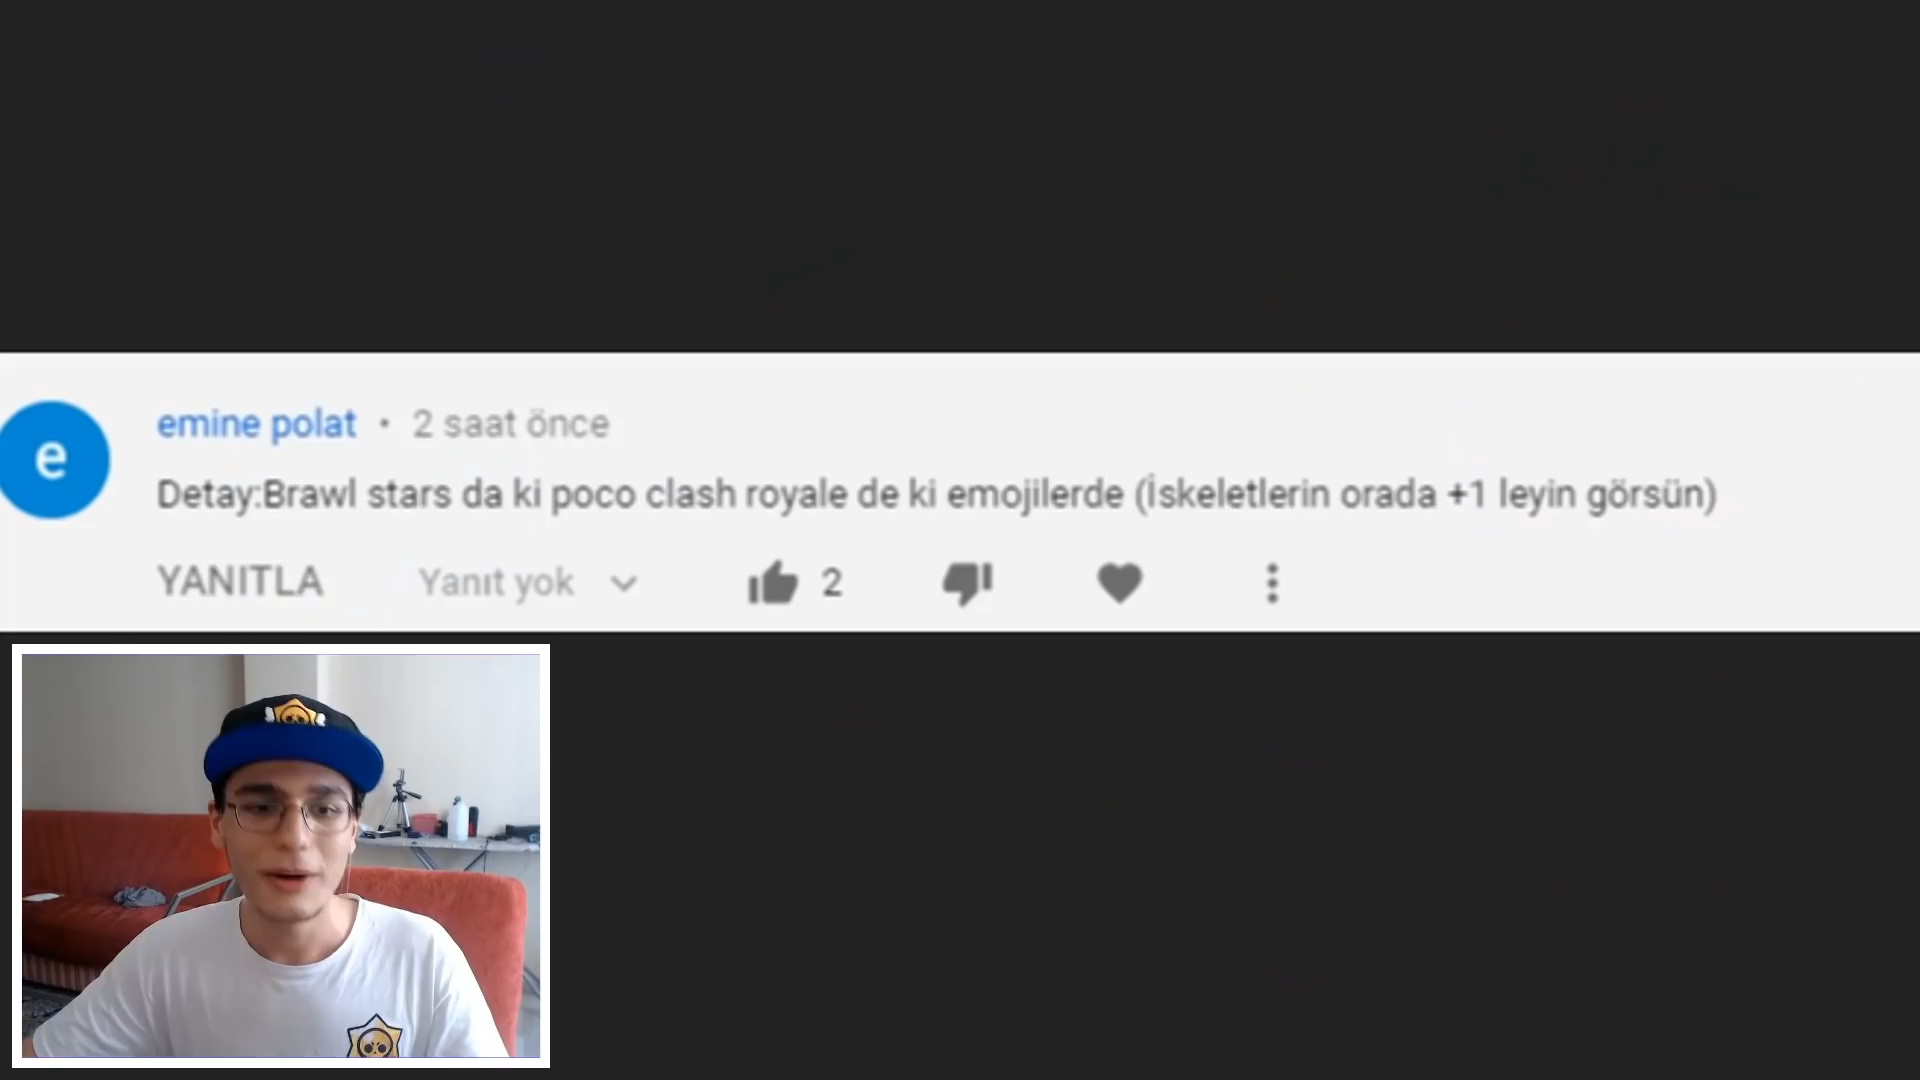 e
emine polat • 2 saat önce
Detay:Brawl stars da ki poco clash royale de ki emojilerde (İskeletlerin orada +1 leyin görsün)
YANITLA Yanıt yok 2